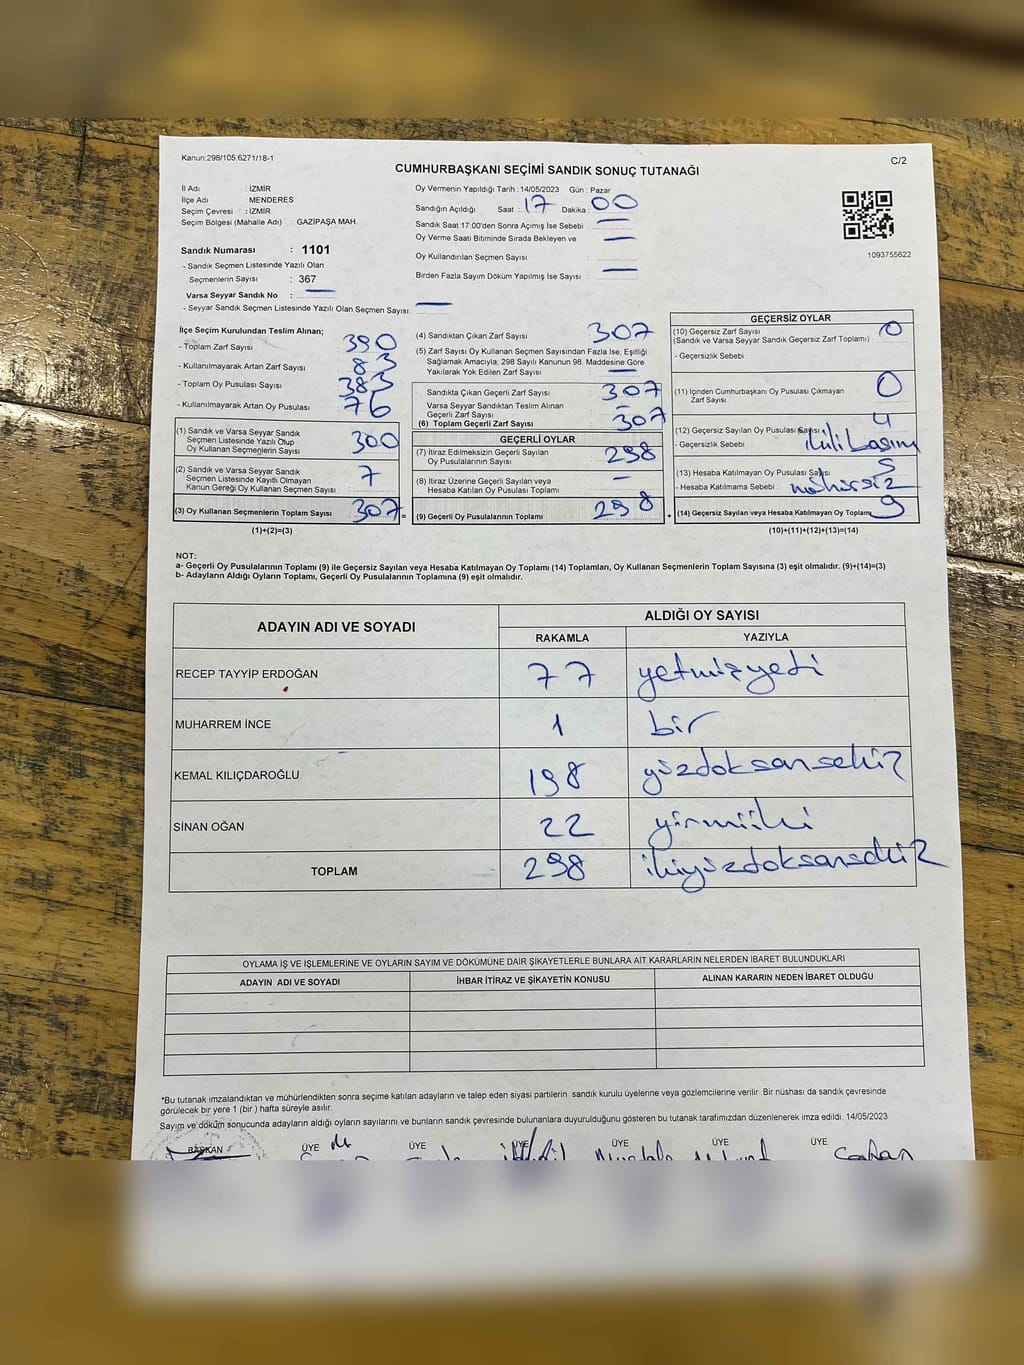 Kanun:298/105;6271/18-1
C/2
CUMHURBAŞKANI SEÇİMİ SANDIK SONUÇ TUTANAĞI
İl Adı : İZMİR
İlçe Adı : MENDERES
Seçim Çevresi : İZMİR
Seçim Bölgesi (Mahalle Adı) : GAZİPAŞA MAH.
Sandık Numarası : 1101
- Sandık Seçmen Listesinde Yazılı Olan
Seçmenlerin Sayısı : 367
Varsa Seyyar Sandık No :
- Seyyar Sandık Seçmen Listesinde Yazılı Olan Seçmen Sayısı:
Oy Vermenin Yapıldığı Tarih :14/05/2023 Gün : Pazar
Sandığın Açıldığı Saat : 17 Dakika : 00
Sandık Saat 17:00'den Sonra Açımış İse Sebebi :
Oy Verme Saati Bitiminde Sırada Bekleyen ve
Oy Kullandırılan Seçmen Sayısı :
Birden Fazla Sayım Döküm Yapılmış İse Sayısı :
1093755622
İlçe Seçim Kurulundan Teslim Alınan;
- Toplam Zarf Sayısı : 390
- Kullanılmayarak Artan Zarf Sayısı : 83
- Toplam Oy Pusulası Sayısı : 383
- Kullanılmayarak Artan Oy Pusulası : 76
(1) Sandık ve Varsa Seyyar Sandık
Seçmen Listesinde Yazılı Olup
Oy Kullanan Seçmenlerin Sayısı : 300
(2) Sandık ve Varsa Seyyar Sandık
Seçmen Listesinde Kayıtlı Olmayan
Kanun Gereği Oy Kullanan Seçmen Sayısı : 7
(3) Oy Kullanan Seçmenlerin Toplam Sayısı : 307 =
(1)+(2)=(3)
(4) Sandıktan Çıkan Zarf Sayısı : 307
(5) Zarf Sayısı Oy Kullanan Seçmen Sayısından Fazla İse, Eşitliği
Sağlamak Amacıyla; 298 Sayılı Kanunun 98. Maddesine Göre
Yakılarak Yok Edilen Zarf Sayısı :
Sandıkta Çıkan Geçerli Zarf Sayısı : 307
Varsa Seyyar Sandıktan Teslim Alınan
Geçerli Zarf Sayısı :
(6) Toplam Geçerli Zarf Sayısı : 307
GEÇERLİ OYLAR
(7) İtiraz Edilmeksizin Geçerli Sayılan
Oy Pusulalarının Sayısı : 298
(8) İtiraz Üzerine Geçerli Sayılan veya
Hesaba Katılan Oy Pusulası Toplamı :
(9) Geçerli Oy Pusulalarının Toplamı : 298 +
GEÇERSİZ OYLAR
(10) Geçersiz Zarf Sayısı : 0
(Sandık ve Varsa Seyyar Sandık Geçersiz Zarf Toplamı)
- Geçersizlik Sebebi :
(11) İçinden Cumhurbaşkanı Oy Pusulası Çıkmayan
Zarf Sayısı : 0
(12) Geçersiz Sayılan Oy Pusulası Sayısı : 4
- Geçersizlik Sebebi :
(13) Hesaba Katılmayan Oy Pusulası Sayısı : 5
- Hesaba Katılmama Sebebi : mühürsüz
(14) Geçersiz Sayılan veya Hesaba Katılmayan Oy Toplamı : 9
(10)+(11)+(12)+(13)=(14)
NOT:
a- Geçerli Oy Pusulalarının Toplamı (9) ile Geçersiz Sayılan veya Hesaba Katılmayan Oy Toplamı (14) Toplamları, Oy Kullanan Seçmenlerin Toplam Sayısına (3) eşit olmalıdır. (9)+(14)=(3)
b- Adayların Aldığı Oyların Toplamı, Geçerli Oy Pusulalarının Toplamına (9) eşit olmalıdır.
ADAYIN ADI VE SOYADI
ALDIĞI OY SAYISI
RAKAMLA YAZIYLA
RECEP TAYYİP ERDOĞAN 77 yetmişyeti
MUHARREM İNCE 1 bir
KEMAL KILIÇDAROĞLU 198 yüzdoksansekiz
SİNAN OĞAN 22 yirmiiki
TOPLAM 298 ikiyüzdoksansekiz
OYLAMA İŞ VE İŞLEMLERİNE VE OYLARIN SAYIM VE DÖKÜMÜNE DAİR ŞİKAYETLERLE BUNLARA AİT KARARLARIN NELERDEN İBARET BULUNDUKLARI
ADAYIN ADI VE SOYADI İHBAR İTİRAZ VE ŞİKAYETİN KONUSU ALINAN KARARIN NEDEN İBARET OLDUĞU
*Bu tutanak imzalandıktan ve mühürlendikten sonra seçime katılan adayların ve talep eden siyasi partilerin sandık kurulu üyelerine veya gözlemcilerine verilir. Bir nüshası da sandık çevresinde
görülecek bir yere 1 (bir) hafta süreyle asılır.
Sayım ve döküm sonucunda adayların aldığı oyların sayılarını ve bunların sandık çevresinde bulunanlara duyurulduğunu gösteren bu tutanak tarafımızdan düzenlenerek imza edildi. 14/05/2023
BAŞKAN ÜYE ÜYE ÜYE ÜYE ÜYE ÜYE